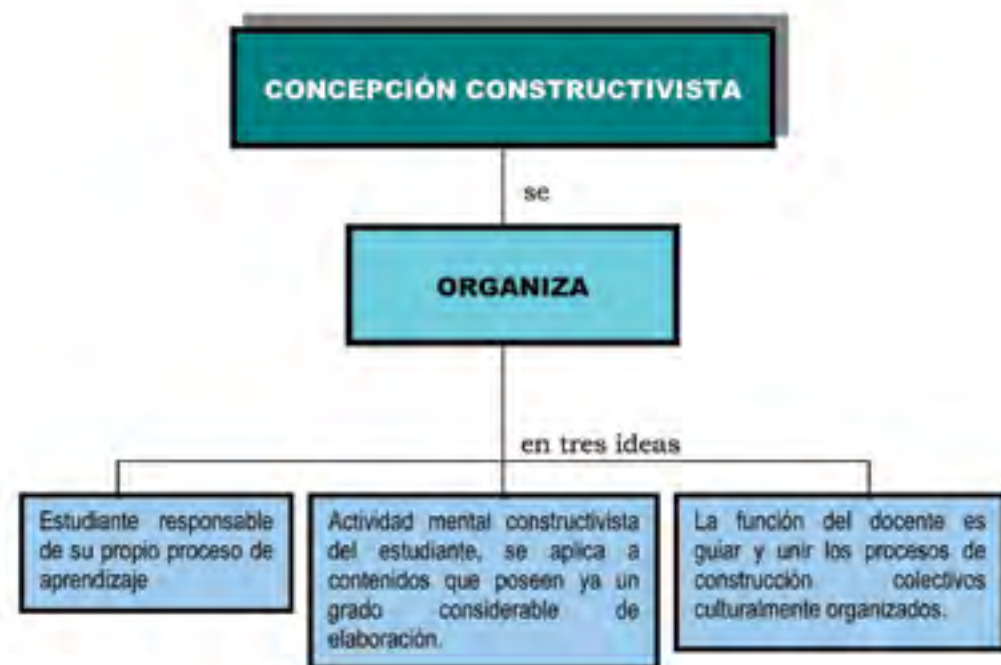 CONCEPCIÓN CONSTRUCTIVISTA
se
ORGANIZA
en tres ideas
Estudiante responsable
de su propio proceso de
aprendizaje
Actividad mental constructivista
del estudiante, se aplica a
contenidos que poseen ya un
grado considerable de
elaboración.
La función del docente es
guiar y unir los procesos de
construcción colectivos
culturalmente organizados.